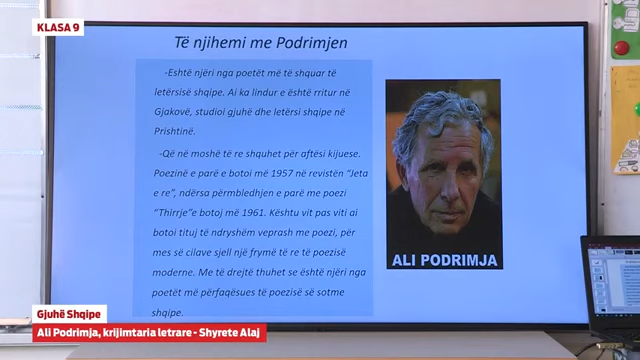 KLASA 9
Të njihemi me Podrimjen
-Eshtë njëri nga poetët më të shquar të
letërsisë shqipe. Ai ka lindur e është rritur në
Gjakovë, studioi gjuhë dhe letërsi shqipe në
Prishtinë.
-Që në moshë të re shquhet për aftësi kijuese.
Poezinë e parë e botoi më 1957 në revistën "Jeta
e re", ndërsa përmbledhjen e parë me poezi
"Thirrje"e botoj më 1961. Kështu vit pas viti ai
botoi tituj të ndryshëm veprash me poezi, për
mes së cilave sjell një frymë të re të poezisë
moderne. Me të drejtë thuhet se është njëri nga
poetët më përfaqësues të poezisë së sotme
shqipe.
ALI PODRIMJA
Gjuhë Shqipe
Ali Podrimja, krijimtaria letrare - Shyrete Alaj